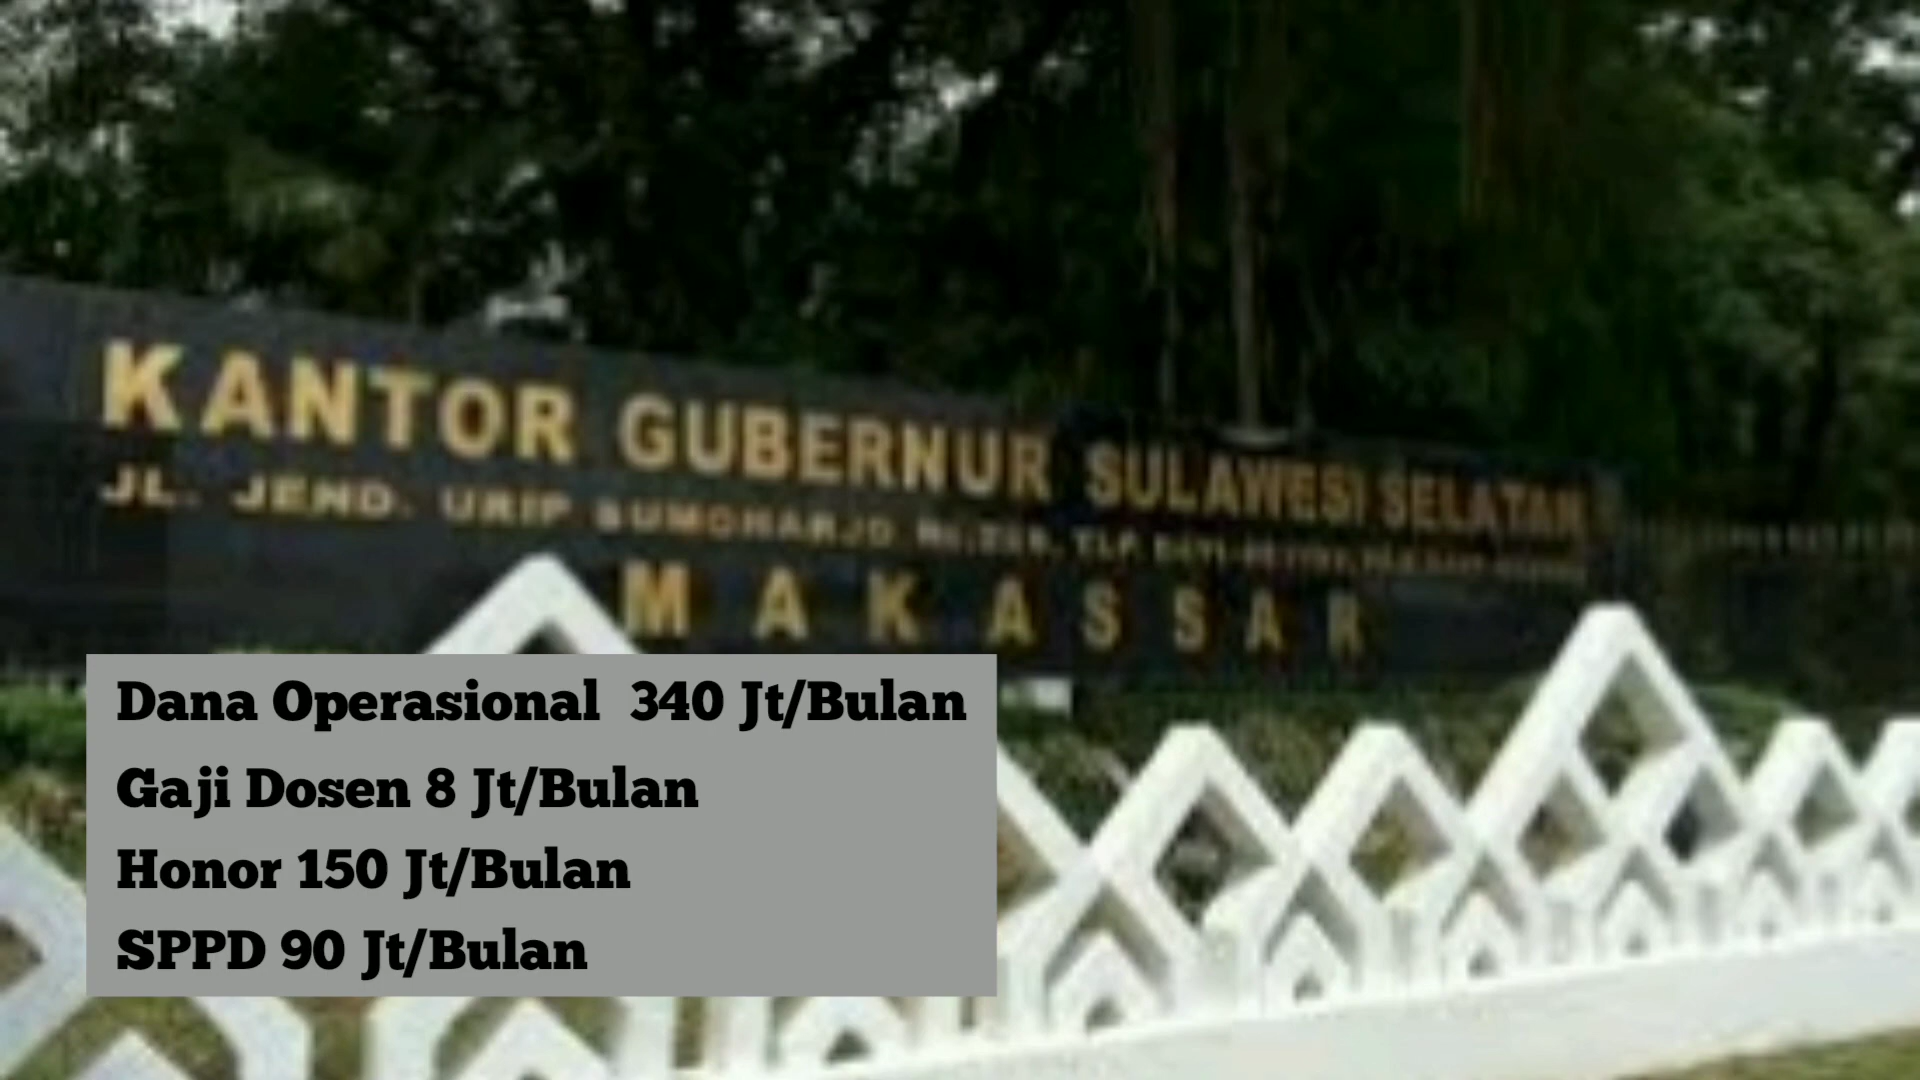 KANTOR GUBERNUR SULAWESI SELATAN
JL. JEND. URIP SUMOHARJO
MAKASSAR
Dana Operasional 340 Jt/Bulan
Gaji Dosen 8 Jt/Bulan
Honor 150 Jt/Bulan
SPPD 90 Jt/Bulan